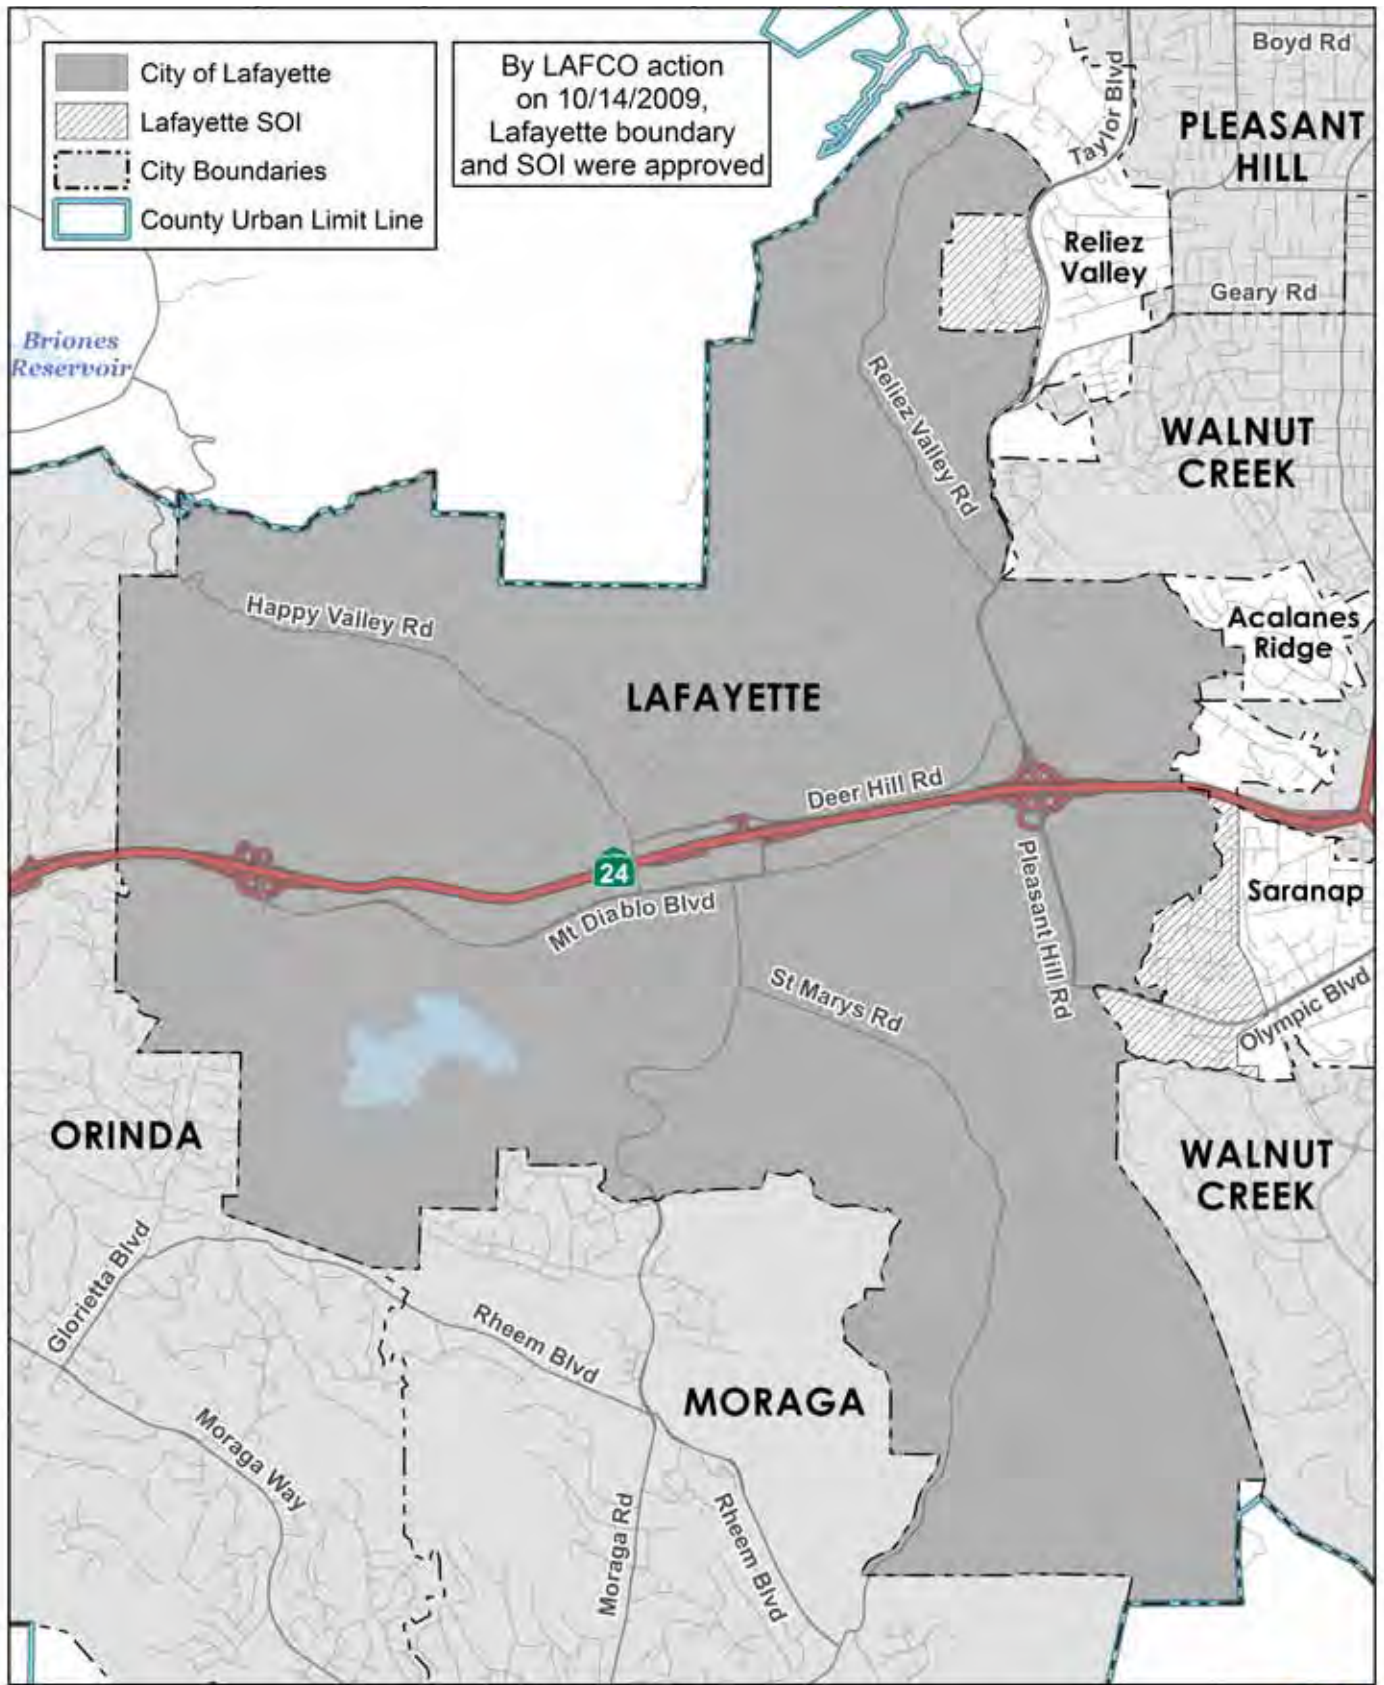 City of Lafayette
Lafayette SOI
City Boundaries
County Urban Limit Line
By LAFCO action
on 10/14/2009,
Lafayette boundary
and SOI were approved
Boyd Rd
Taylor Blvd
PLEASANT
HILL
Reliez
Valley
Geary Rd
Briones
Reservoir
Reliez Valley Rd
WALNUT
CREEK
Happy Valley Rd
Acalanes
Ridge
LAFAYETTE
Deer Hill Rd
24
Mt Diablo Blvd
Pleasant Hill Rd
Saranap
St Marys Rd
Olympic Blvd
ORINDA
WALNUT
CREEK
Glorietta Blvd
Rheem Blvd
MORAGA
Moraga Way
Moraga Rd
Rheem Blvd